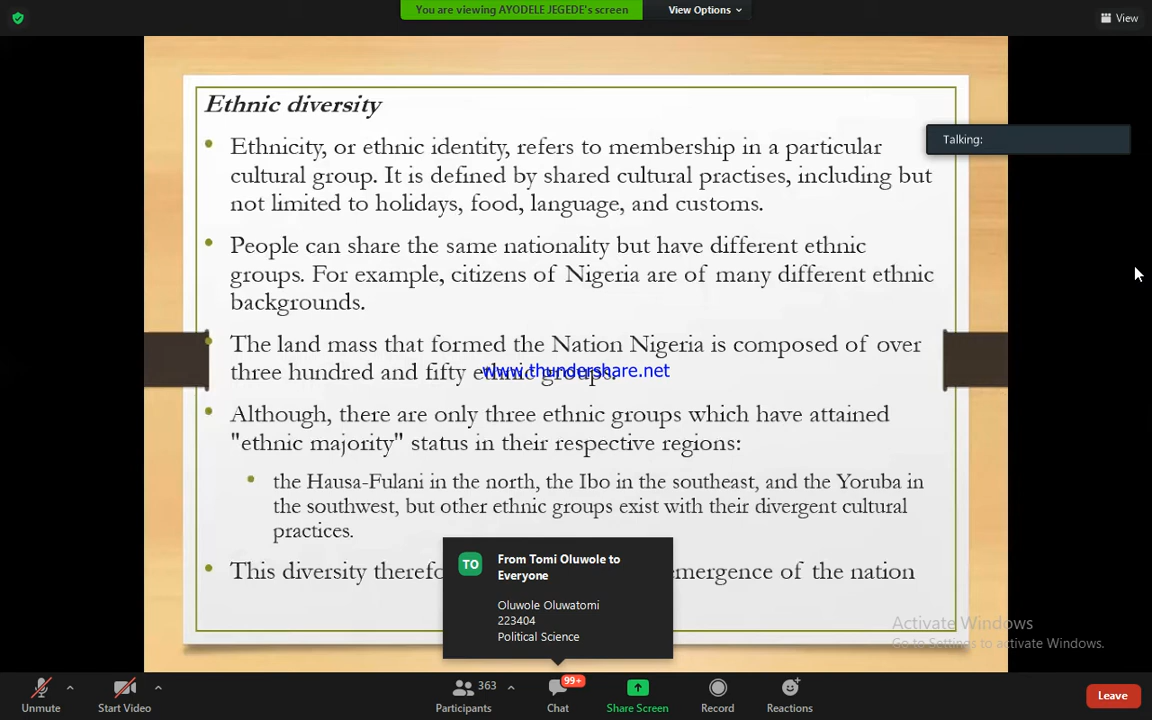 You are viewing AYODELE JEGEDE's screen
View Options
View
Ethnic diversity
Ethnicity, or ethnic identity, refers to membership in a particular
Talking:
cultural group. It is defined by shared cultural practises, including but
not limited to holidays, food, language, and customs.
People can share the same nationality but have different ethnic
groups. For example, citizens of Nigeria are of many different ethnic
backgrounds.
The land mass that formed the Nation Nigeria is composed of over
three hundred and fifty ethnic groups.
www.thundershare.net
Although, there are only three ethnic groups which have attained
"ethnic majority" status in their respective regions:
the Hausa-Fulani in the north, the Ibo in the southeast, and the Yoruba in
the southwest, but other ethnic groups exist with their divergent cultural
practices.
This diversity emergence of the nation
From Tomi Oluwole to
Everyone
Oluwole Oluwatomi
223404
Political Science
Activate Windows
Go to Settings to activate Windows.
Unmute
Start Video
Participants
363
Chat
99+
Share Screen
Record
Reactions
Leave
TO